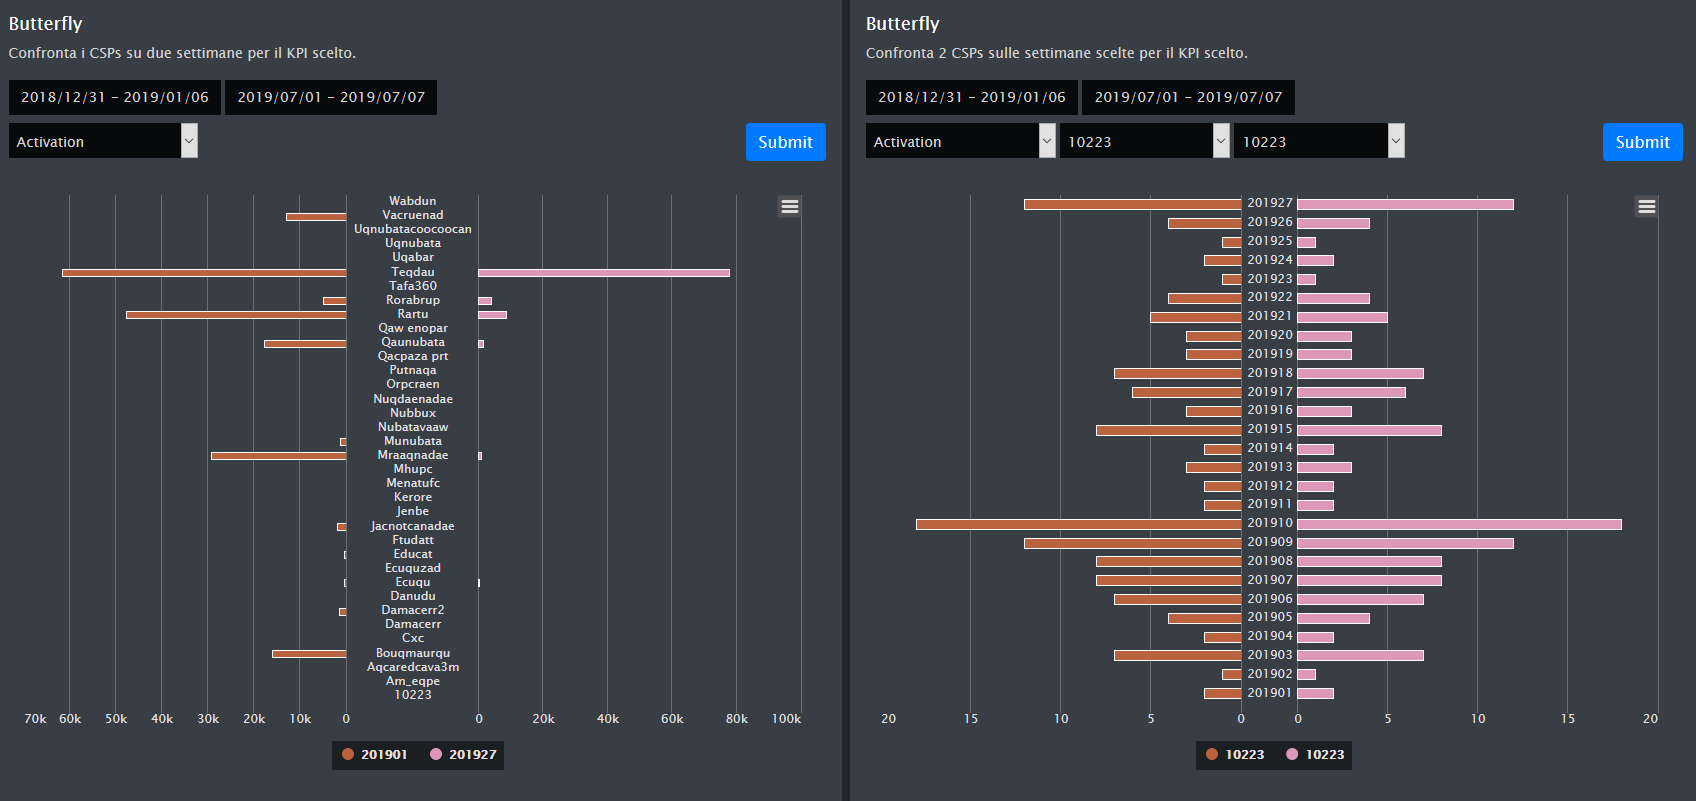 Butterfly
Confronta i CSPs su due settimane per il KPI scelto.
2018/12/31 – 2019/01/06 2019/07/01 – 2019/07/07
Activation Submit
Wabdun
Vacruenad
Uqnubatacoocoocan
Uqnubata
Uqabar
Teqdau
Tafa360
Rorabrup
Rartu
Qaw enopar
Qaunubata
Qacpaza prt
Putnaqa
Orpcraen
Nuqdaenadae
Nubbux
Nubatavaaw
Munubata
Mraaqnadae
Mhupc
Menatufc
Kerore
Jenbe
Jacnotcanadae
Ftudatt
Educat
Ecuquzad
Ecuqu
Danudu
Damacerr2
Damacerr
Cxc
Bouqmaurqu
Aqcaredcava3m
Am_eqpe
10223
70k 60k 50k 40k 30k 20k 10k 0 0 20k 40k 60k 80k 100k
201901 201927
Butterfly
Confronta 2 CSPs sulle settimane scelte per il KPI scelto.
2018/12/31 – 2019/01/06 2019/07/01 – 2019/07/07
Activation 10223 10223 Submit
201927
201926
201925
201924
201923
201922
201921
201920
201919
201918
201917
201916
201915
201914
201913
201912
201911
201910
201909
201908
201907
201906
201905
201904
201903
201902
201901
20 15 10 5 0 0 5 10 15 20
10223 10223